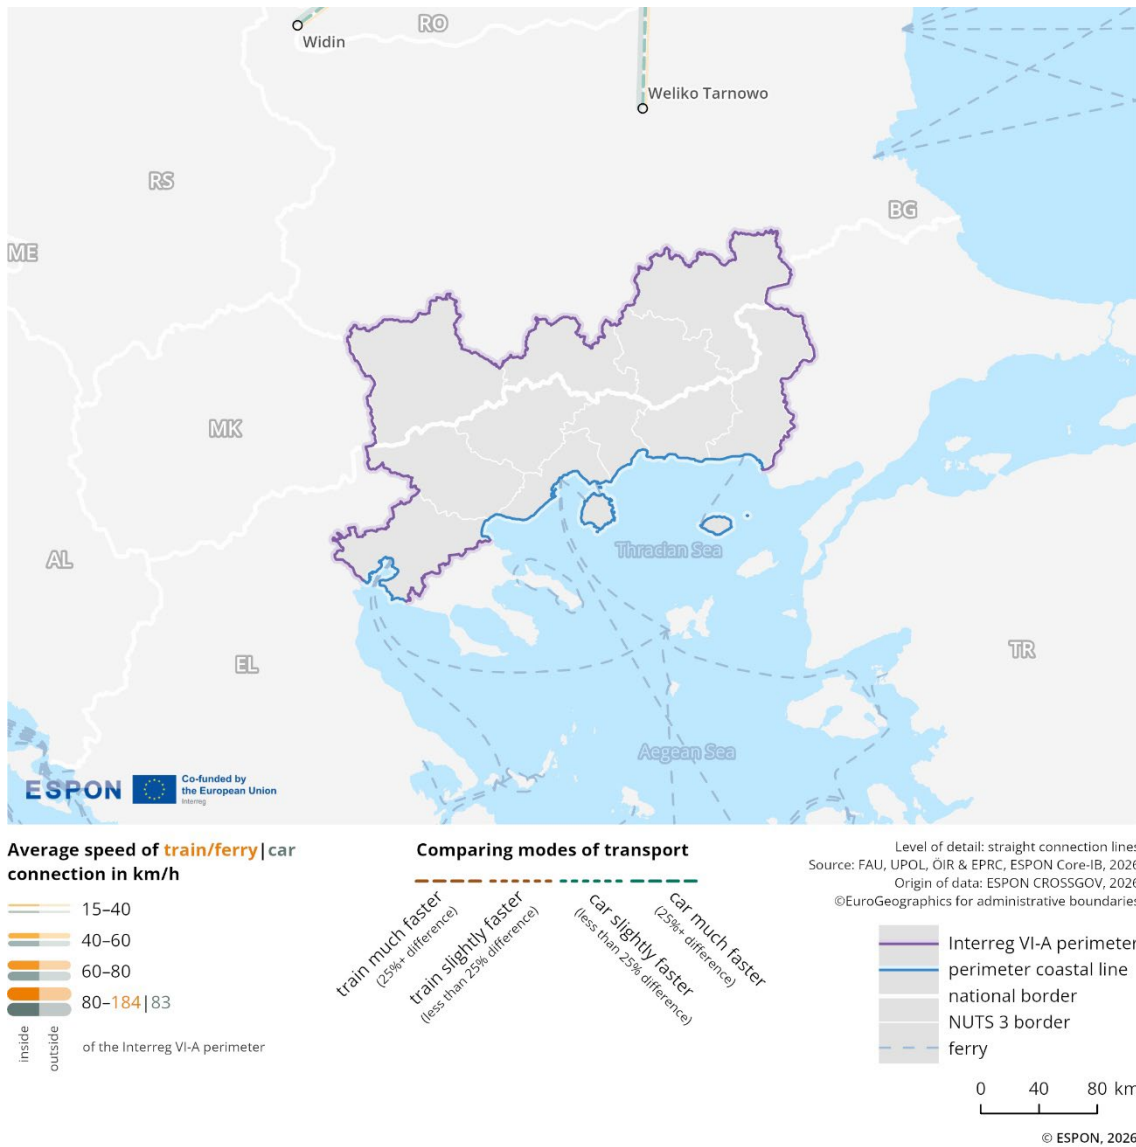 RO
Widin
Weliko Tarnowo
RS
BG
ME
MK
Thracian Sea
AL
EL
TR
Aegean Sea
ESPON
Co-funded by
the European Union
Interreg
Average speed of train/ferry|car
connection in km/h
15–40
40–60
60–80
80–184|83
inside
outside
of the Interreg VI-A perimeter
Comparing modes of transport
train much faster
(25%+ difference)
train slightly faster
(less than 25% difference)
car slightly faster
(less than 25% difference)
car much faster
(25%+ difference)
Level of detail: straight connection lines
Source: FAU, UPOL, ÖIR & EPRC, ESPON Core-IB, 2026
Origin of data: ESPON CROSSGOV, 2026
©EuroGeographics for administrative boundaries
Interreg VI-A perimeter
perimeter coastal line
national border
NUTS 3 border
ferry
0 40 80 km
© ESPON, 2026